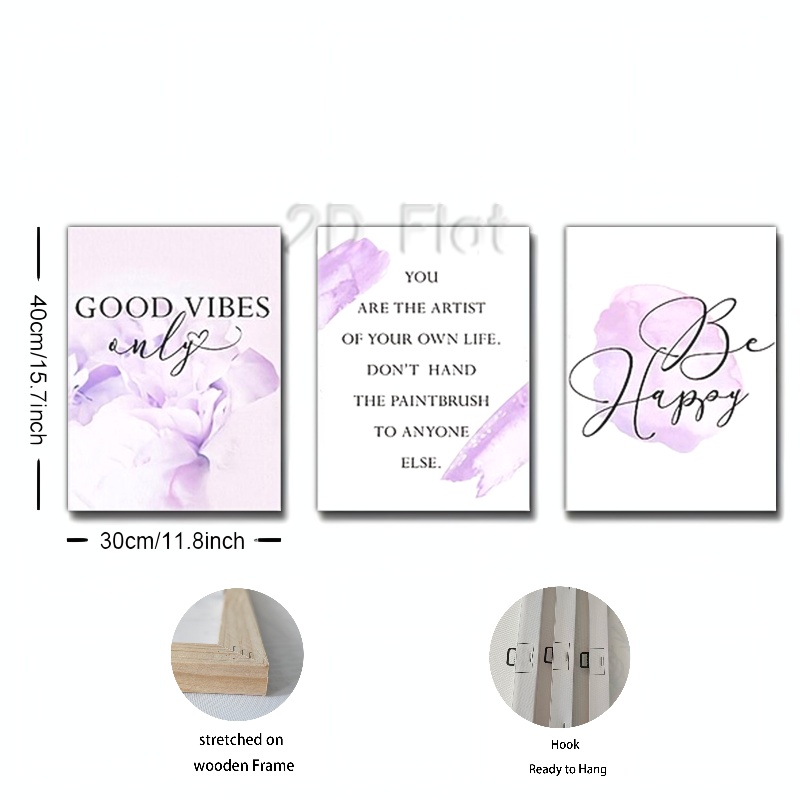 2D Flat
40cm/15.7inch
GOOD VIBES
only
YOU
ARE THE ARTIST
OF YOUR OWN LIFE.
DON'T HAND
THE PAINTBRUSH
TO ANYONE
ELSE.
Be
Happy
30cm/11.8inch
stretched on
wooden Frame
Hook
Ready to Hang